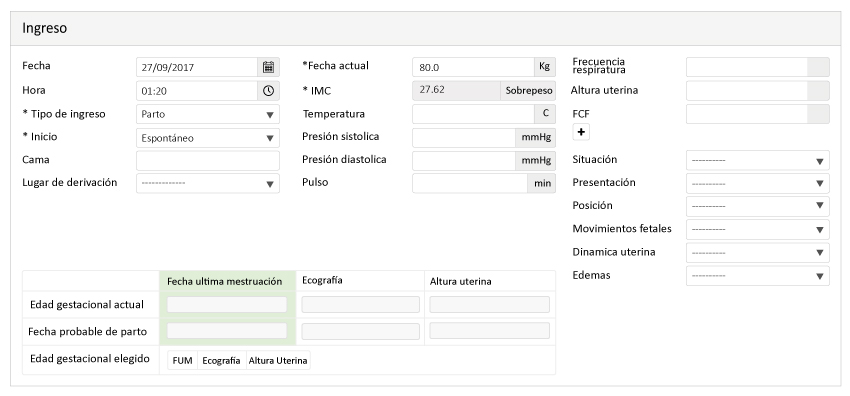 Ingreso
Fecha 27/09/2017
Hora 01:20
* Tipo de ingreso Parto
* Inicio Espontáneo
Cama
Lugar de derivación -------------
*Fecha actual 80.0 Kg
* IMC 27.62 Sobrepeso
Temperatura C
Presión sistolica mmHg
Presión diastolica mmHg
Pulso min
Frecuencia
respiratura
Altura uterina
FCF
+
Situación ----------
Presentación ----------
Posición ----------
Movimientos fetales ----------
Dinamica uterina ----------
Edemas ----------
Fecha ultima mestruación Ecografía Altura uterina
Edad gestacional actual
Fecha probable de parto
Edad gestacional elegido FUM Ecografía Altura Uterina